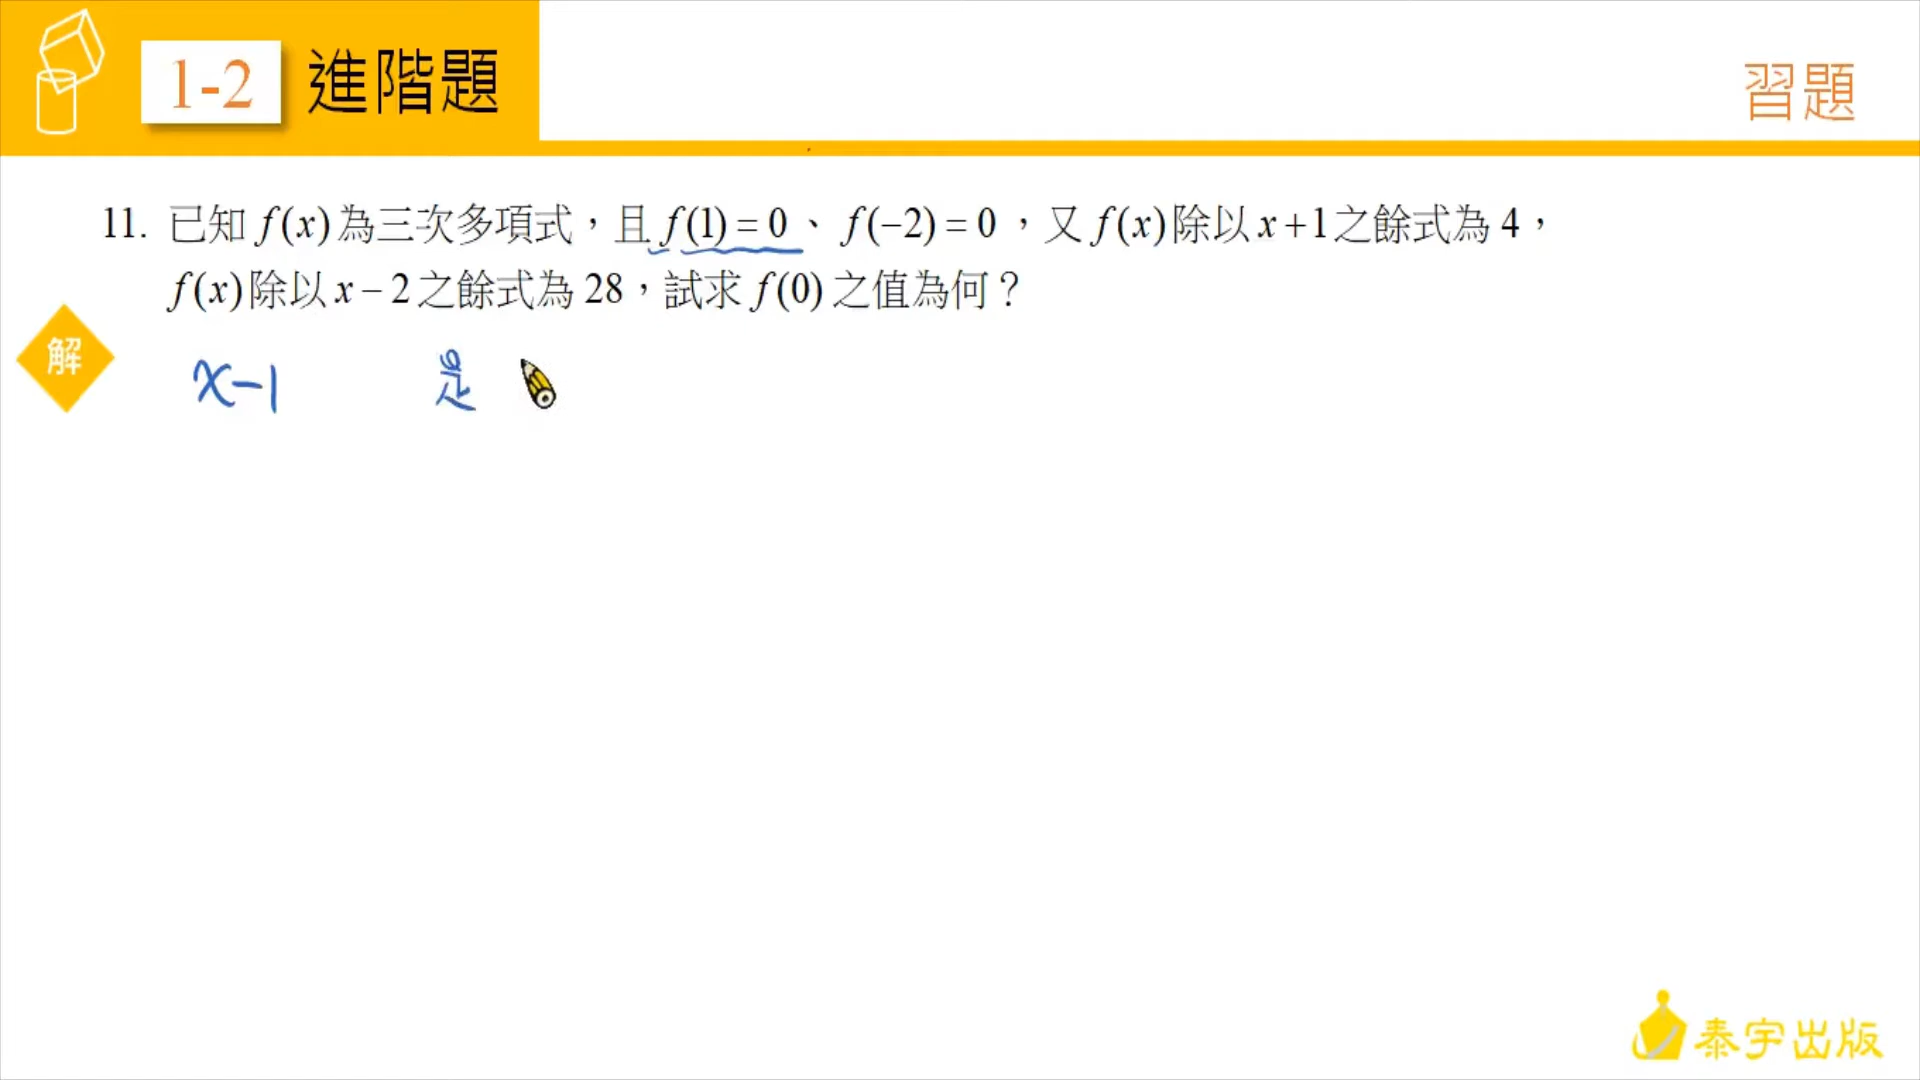 1-2 進階題
習題
11. 已知 f(x) 為三次多項式，且 f(1) = 0、f(−2) = 0，又 f(x) 除以 x+1 之餘式為 4，
f(x) 除以 x − 2 之餘式為 28，試求 f(0) 之值為何？
解
x−1 是
泰宇出版